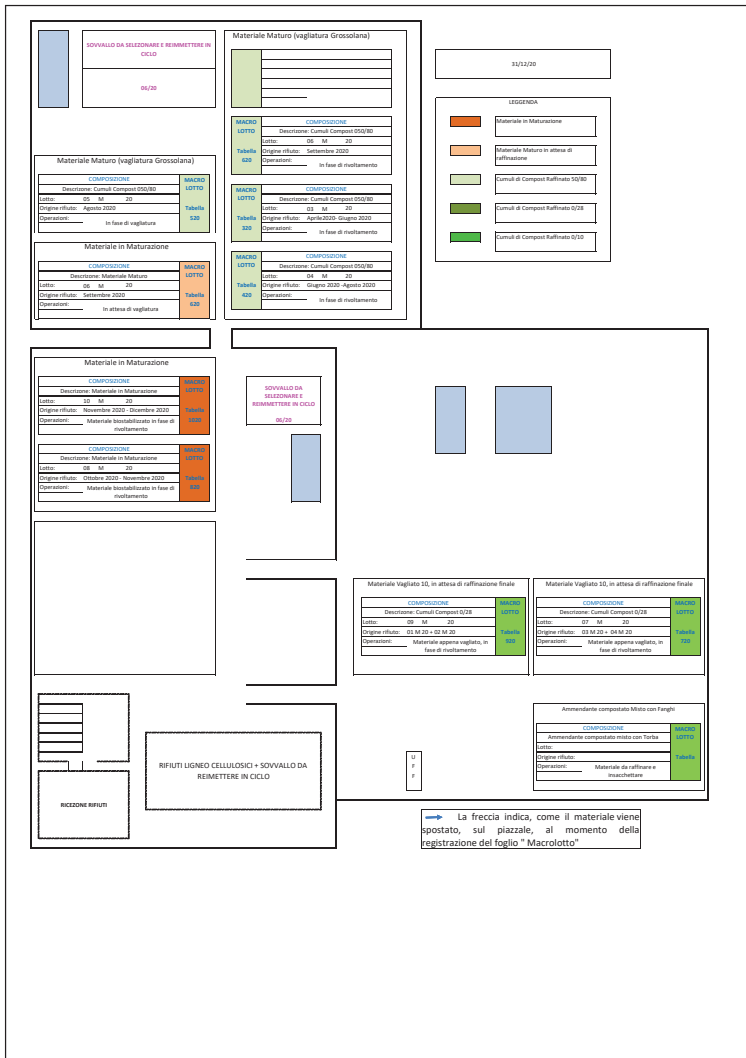 SOVVALLO DA SELEZONARE E REIMMETTERE IN
CICLO
06/20
Materiale Maturo (vagliatura Grossolana)
31/12/20
LEGGENDA
Materiale in Maturazione
Materiale Maturo in attesa di
raffinazione
Cumuli di Compost Raffinato 50/80
Cumuli di Compost Raffinato 0/28
Cumuli di Compost Raffinato 0/10
MACRO
LOTTO
Tabella
620
COMPOSIZIONE
Descrizone: Cumuli Compost 050/80
Lotto: 06 M 20
Origine rifiuto: Settembre 2020
Operazioni:
In fase di rivoltamento
MACRO
LOTTO
Tabella
320
COMPOSIZIONE
Descrizone: Cumuli Compost 050/80
Lotto: 03 M 20
Origine rifiuto: Aprile2020- Giugno 2020
Operazioni:
In fase di rivoltamento
MACRO
LOTTO
Tabella
420
COMPOSIZIONE
Descrizone: Cumuli Compost 050/80
Lotto: 04 M 20
Origine rifiuto: Giugno 2020 -Agosto 2020
Operazioni:
In fase di rivoltamento
Materiale Maturo (vagliatura Grossolana)
COMPOSIZIONE
Descrizone: Cumuli Compost 050/80
Lotto: 05 M 20
Origine rifiuto: Agosto 2020
Operazioni:
In fase di vagliatura
MACRO
LOTTO
Tabella
520
Materiale in Maturazione
COMPOSIZIONE
Descrizone: Materiale Maturo
Lotto: 06 M 20
Origine rifiuto: Settembre 2020
Operazioni:
In attesa di vagliatura
MACRO
LOTTO
Tabella
620
Materiale in Maturazione
COMPOSIZIONE
Descrizone: Materiale in Maturazione
Lotto: 10 M 20
Origine rifiuto: Novembre 2020 - Dicembre 2020
Operazioni: Materiale biostabilizzato in fase di
rivoltamento
MACRO
LOTTO
Tabella
1020
COMPOSIZIONE
Descrizone: Materiale in Maturazione
Lotto: 08 M 20
Origine rifiuto: Ottobre 2020 - Novembre 2020
Operazioni: Materiale biostabilizzato in fase di
rivoltamento
MACRO
LOTTO
Tabella
820
SOVVALLO DA
SELEZONARE E
REIMMETTERE IN CICLO
06/20
Materiale Vagliato 10, in attesa di raffinazione finale
COMPOSIZIONE
Descrizone: Cumuli Compost 0/28
Lotto: 09 M 20
Origine rifiuto: 01 M 20 + 02 M 20
Operazioni: Materiale appena vagliato, in
fase di rivoltamento
MACRO
LOTTO
Tabella
920
Materiale Vagliato 10, in attesa di raffinazione finale
COMPOSIZIONE
Descrizone: Cumuli Compost 0/28
Lotto: 07 M 20
Origine rifiuto: 03 M 20 + 04 M 20
Operazioni: Materiale appena vagliato, in
fase di rivoltamento
MACRO
LOTTO
Tabella
720
Ammendante compostato Misto con Fanghi
COMPOSIZIONE
Ammendante compostato misto con Torba
Lotto:
Origine rifiuto:
Operazioni: Materiale da raffinare e
insacchettare
MACRO
LOTTO
Tabella
RICEZONE RIFIUTI
RIFIUTI LIGNEO CELLULOSICI + SOVVALLO DA
REIMETTERE IN CICLO
U
F
F
La freccia indica, come il materiale viene
spostato, sul piazzale, al momento della
registrazione del foglio " Macrolotto"